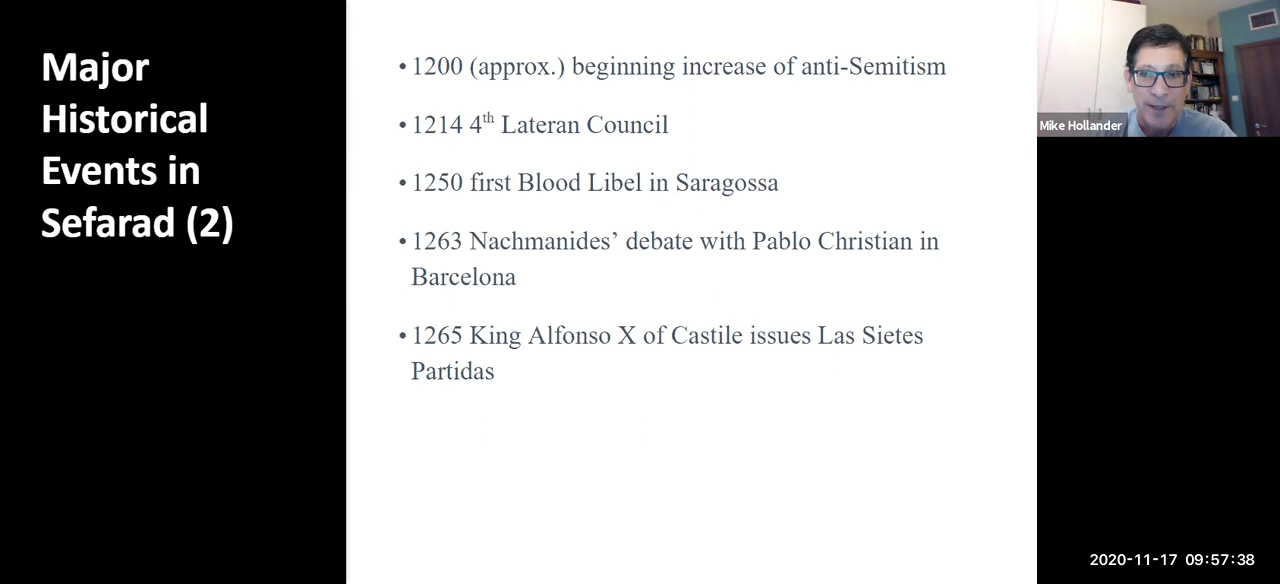 Major
Historical
Events in
Sefarad (2)
• 1200 (approx.) beginning increase of anti-Semitism
• 1214 4th Lateran Council
• 1250 first Blood Libel in Saragossa
• 1263 Nachmanides’ debate with Pablo Christian in
Barcelona
• 1265 King Alfonso X of Castile issues Las Sietes
Partidas
Mike Hollander
2020-11-17 09:57:38